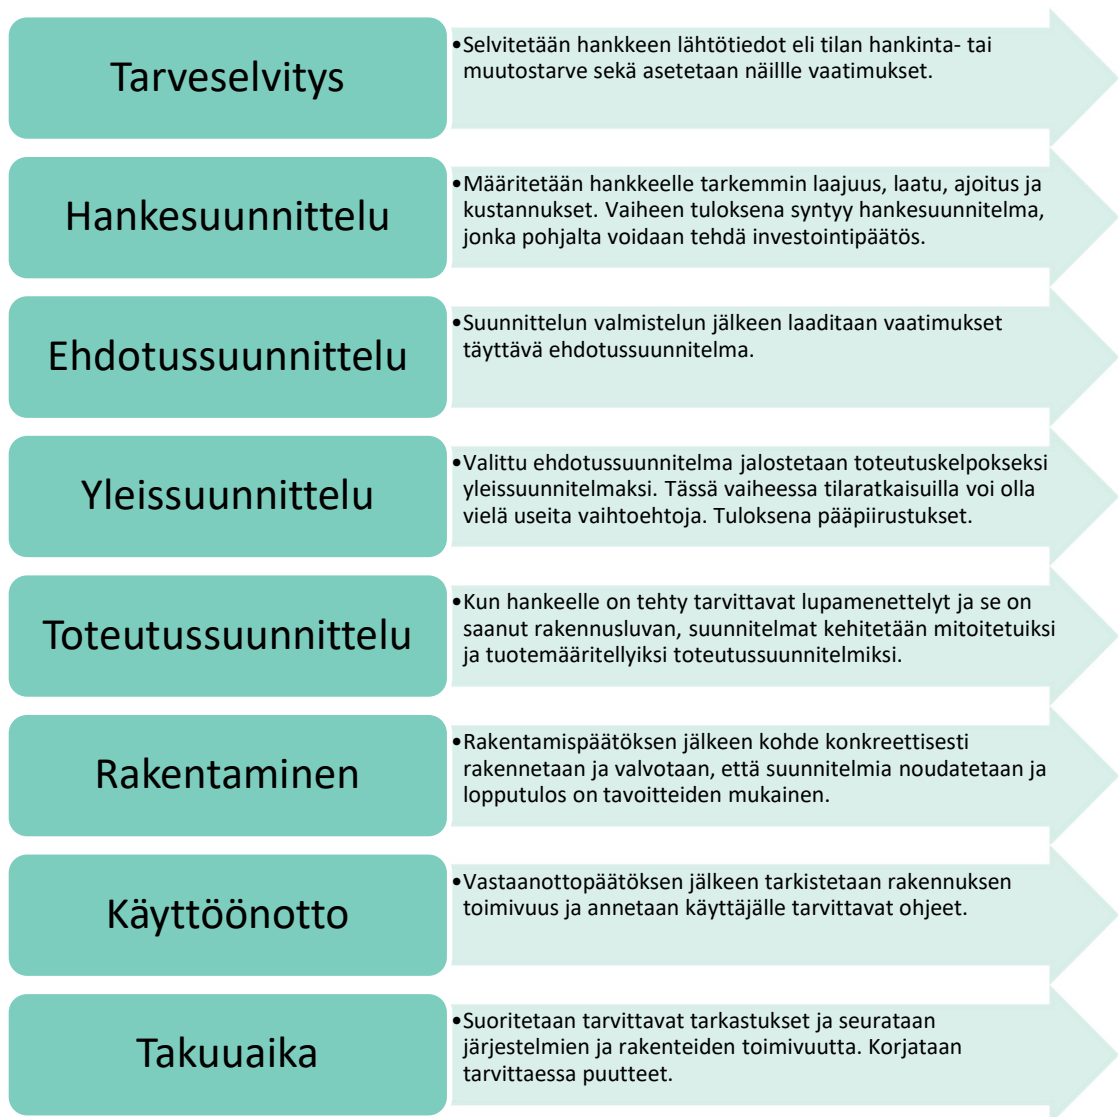 Tarveselvitys
•Selvitetään hankkeen lähtötiedot eli tilan hankinta- tai
muutostarve sekä asetetaan näillle vaatimukset.
Hankesuunnittelu
•Määritetään hankkeelle tarkemmin laajuus, laatu, ajoitus ja
kustannukset. Vaiheen tuloksena syntyy hankesuunnitelma,
jonka pohjalta voidaan tehdä investointipäätös.
Ehdotussuunnittelu
•Suunnittelun valmistelun jälkeen laaditaan vaatimukset
täyttävä ehdotussuunnitelma.
Yleissuunnittelu
•Valittu ehdotussuunnitelma jalostetaan toteutuskelpokseksi
yleissuunnitelmaksi. Tässä vaiheessa tilaratkaisuilla voi olla
vielä useita vaihtoehtoja. Tuloksena pääpiirustukset.
Toteutussuunnittelu
•Kun hankeelle on tehty tarvittavat lupamenettelyt ja se on
saanut rakennusluvan, suunnitelmat kehitetään mitoitetuiksi
ja tuotemääritellyiksi toteutussuunnitelmiksi.
Rakentaminen
•Rakentamispäätöksen jälkeen kohde konkreettisesti
rakennetaan ja valvotaan, että suunnitelmia noudatetaan ja
lopputulos on tavoitteiden mukainen.
Käyttöönotto
•Vastaanottopäätöksen jälkeen tarkistetaan rakennuksen
toimivuus ja annetaan käyttäjälle tarvittavat ohjeet.
Takuuaika
•Suoritetaan tarvittavat tarkastukset ja seurataan
järjestelmien ja rakenteiden toimivuutta. Korjataan
tarvittaessa puutteet.